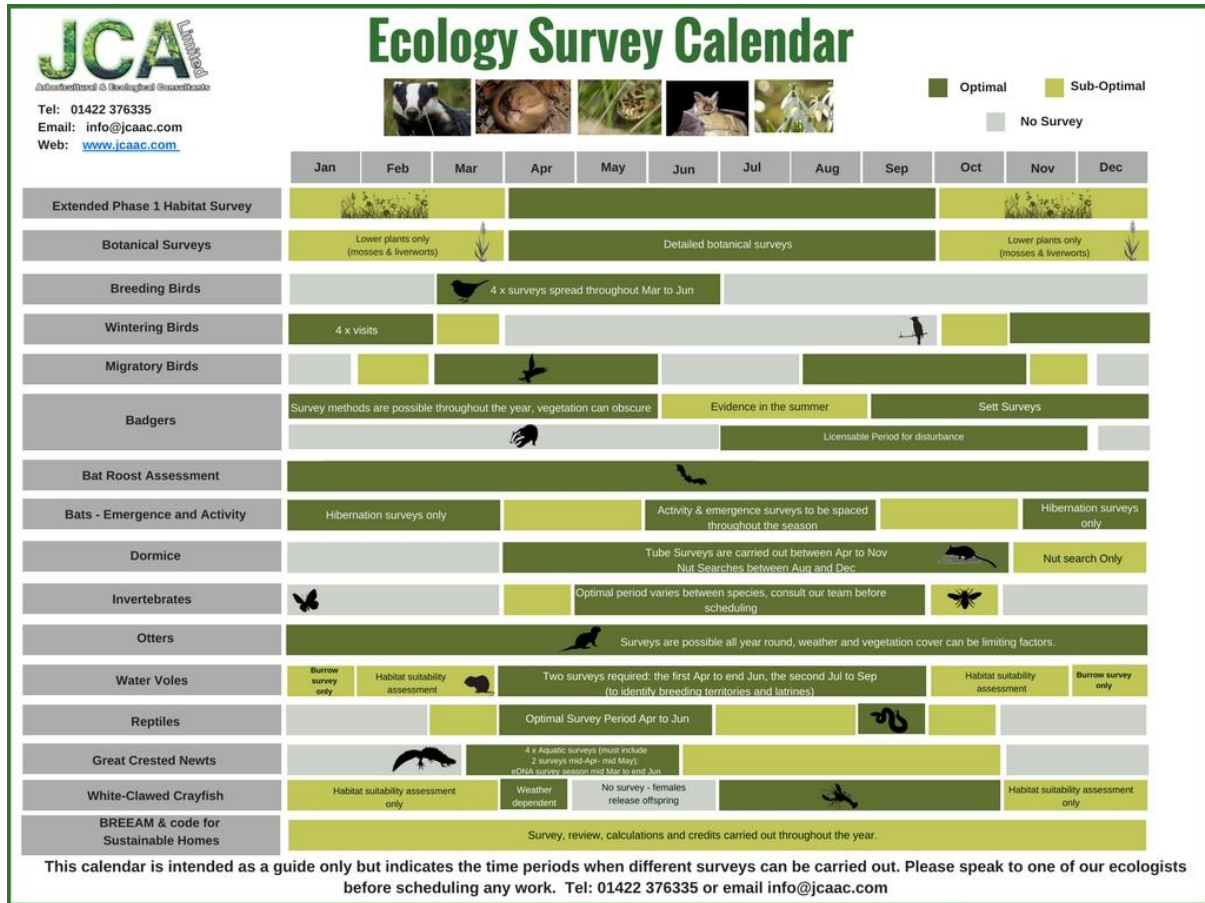 JCA Limited
Arboricultural & Ecological Consultants
Tel: 01422 376335
Email: info@jcaac.com
Web: www.jcaac.com
Ecology Survey Calendar
Optimal
Sub-Optimal
No Survey
Jan Feb Mar Apr May Jun Jul Aug Sep Oct Nov Dec
Extended Phase 1 Habitat Survey
Botanical Surveys
Lower plants only
(mosses & liverworts)
Detailed botanical surveys
Lower plants only
(mosses & liverworts)
Breeding Birds
4 x surveys spread throughout Mar to Jun
Wintering Birds
4 x visits
Migratory Birds
Badgers
Survey methods are possible throughout the year, vegetation can obscure
Evidence in the summer
Sett Surveys
Licensable Period for disturbance
Bat Roost Assessment
Bats - Emergence and Activity
Hibernation surveys only
Activity & emergence surveys to be spaced
throughout the season
Hibernation surveys
only
Dormice
Tube Surveys are carried out between Apr to Nov
Nut Searches between Aug and Dec
Nut search Only
Invertebrates
Optimal period varies between species, consult our team before
scheduling
Otters
Surveys are possible all year round, weather and vegetation cover can be limiting factors.
Water Voles
Burrow
survey
only
Habitat suitability
assessment
Two surveys required: the first Apr to end Jun, the second Jul to Sep
(to identify breeding territories and latrines)
Habitat suitability
assessment
Burrow survey
only
Reptiles
Optimal Survey Period Apr to Jun
Great Crested Newts
4 x Aquatic surveys (must include
2 surveys mid-Apr- mid May);
eDNA survey season mid Mar to end Jun
White-Clawed Crayfish
Habitat suitability assessment
only
Weather
dependent
No survey - females
release offspring
Habitat suitability assessment
only
BREEAM & code for
Sustainable Homes
Survey, review, calculations and credits carried out throughout the year.
This calendar is intended as a guide only but indicates the time periods when different surveys can be carried out. Please speak to one of our ecologists
before scheduling any work. Tel: 01422 376335 or email info@jcaac.com